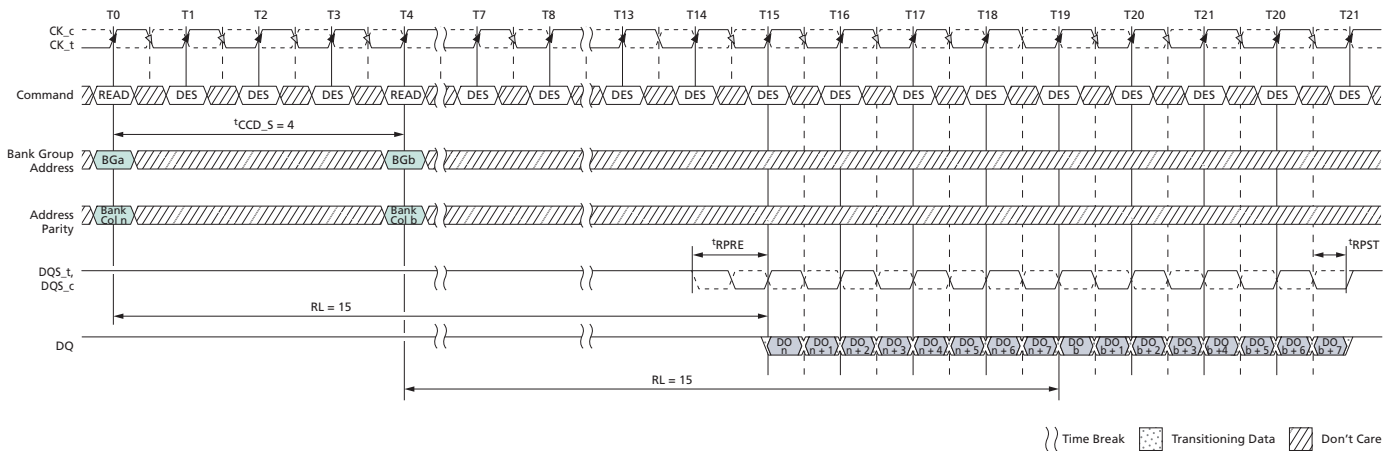 T0 T1 T2 T3 T4 T7 T8 T13 T14 T15 T16 T17 T18 T19 T20 T21 T20 T21
CK_c
CK_t
Command READ DES DES DES READ DES DES DES DES DES DES DES DES DES DES DES DES DES
tCCD_S = 4
Bank Group
Address
BGa BGb
Address
Parity
Bank
Col n
Bank
Col b
tRPRE tRPST
DQS_t,
DQS_c
RL = 15
DQ
DO
n
DO
n + 1
DO
n + 2
DO
n + 3
DO
n + 4
DO
n + 5
DO
n + 6
DO
n + 7
DO
b
DO
b + 1
DO
b + 2
DO
b + 3
DO
b + 4
DO
b + 5
DO
b + 6
DO
b + 7
RL = 15
Time Break Transitioning Data Don't Care